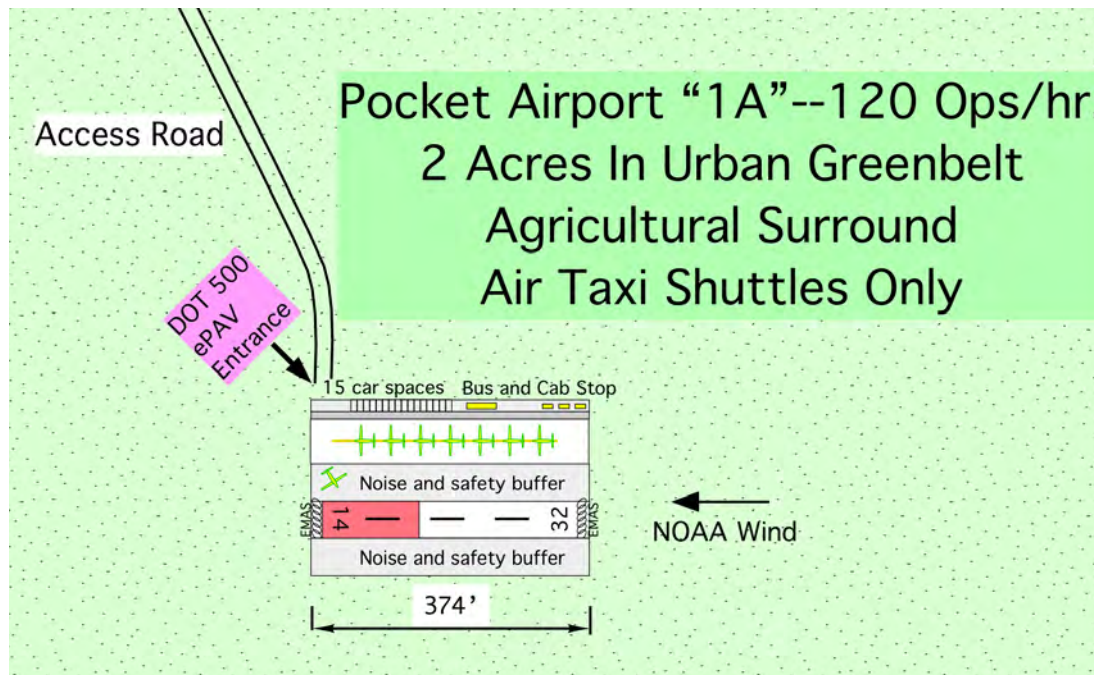 Pocket Airport “1A”--120 Ops/hr
2 Acres In Urban Greenbelt
Agricultural Surround
Air Taxi Shuttles Only
Access Road
DOT 500
ePAV
Entrance
15 car spaces
Bus and Cab Stop
Noise and safety buffer
EMAS
14
32
EMAS
NOAA Wind
Noise and safety buffer
374’